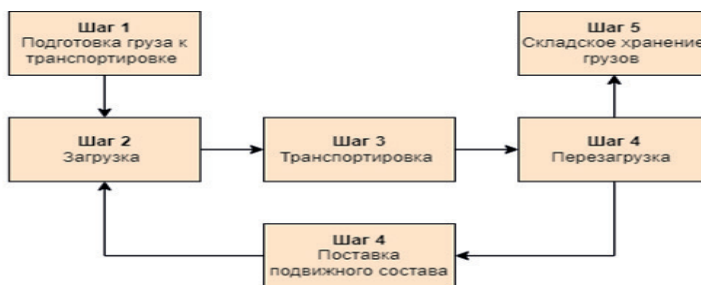 Шаг 1
Подготовка груза к
транспортировке
Шаг 5
Складское хранение
грузов
Шаг 2
Загрузка
Шаг 3
Транспортировка
Шаг 4
Перезагрузка
Шаг 4
Поставка
подвижного состава